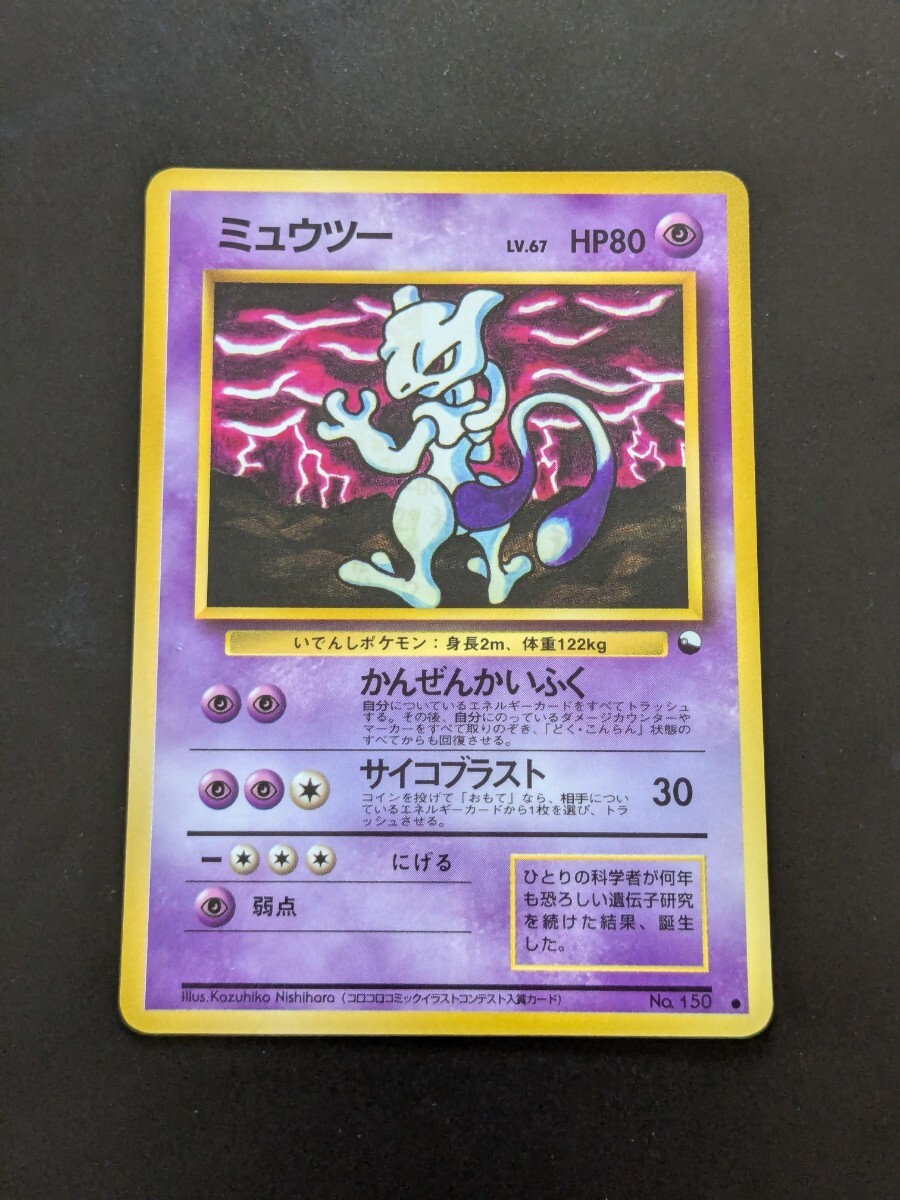 ミュウツー LV.67 HP80
いでんしポケモン：身長2m、体重122kg
かんぜんかいふく
自分についているエネルギーカードをすべてトラッシュ
する。その後、自分にのっているダメージカウンターや
マーカーをすべて取りのぞき、「どく・こんらん」状態の
すべてからも回復させる。
サイコブラスト 30
コインを投げて「おもて」なら、相手につい
ているエネルギーカードから1枚を選び、トラ
ッシュさせる。
ー にげる
弱点
ひとりの科学者が何年
も恐ろしい遺伝子研究
を続けた結果、誕生
した。
Illus.Kazuhiko Nishihara（コロコロコミックイラストコンテスト入賞カード） No. 150